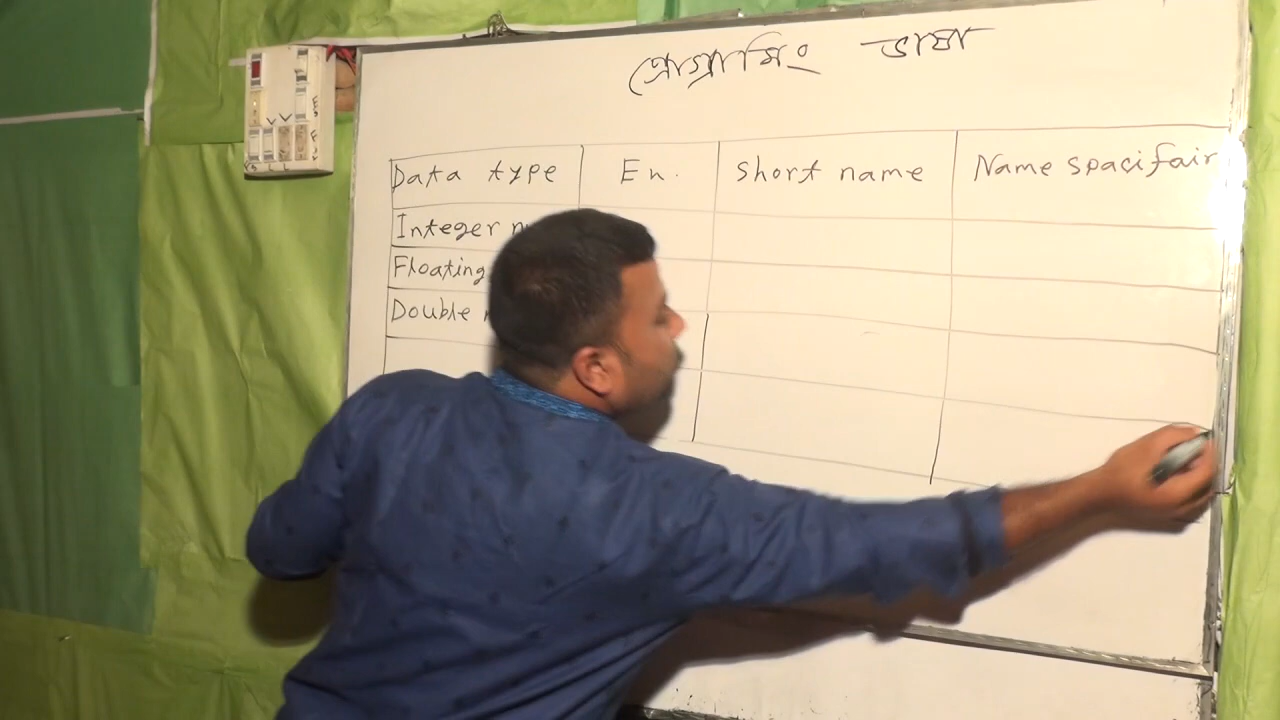 প্রোগ্রামিং ভাষা
Data type En. Short name Name spacifair
Integer
Floating
Double